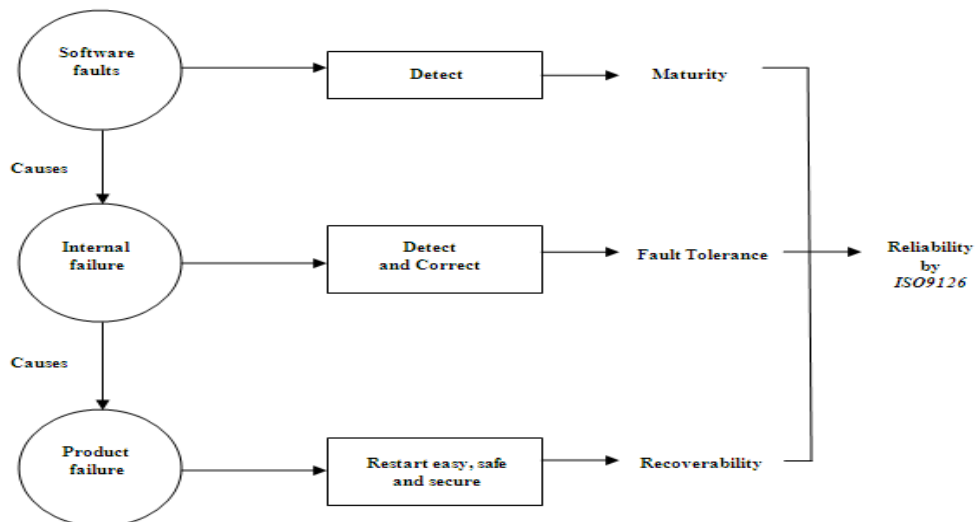 Software
faults
Detect
Maturity
Causes
Internal
failure
Detect
and Correct
Fault Tolerance
Reliability
by
ISO9126
Causes
Product
failure
Restart easy, safe
and secure
Recoverability